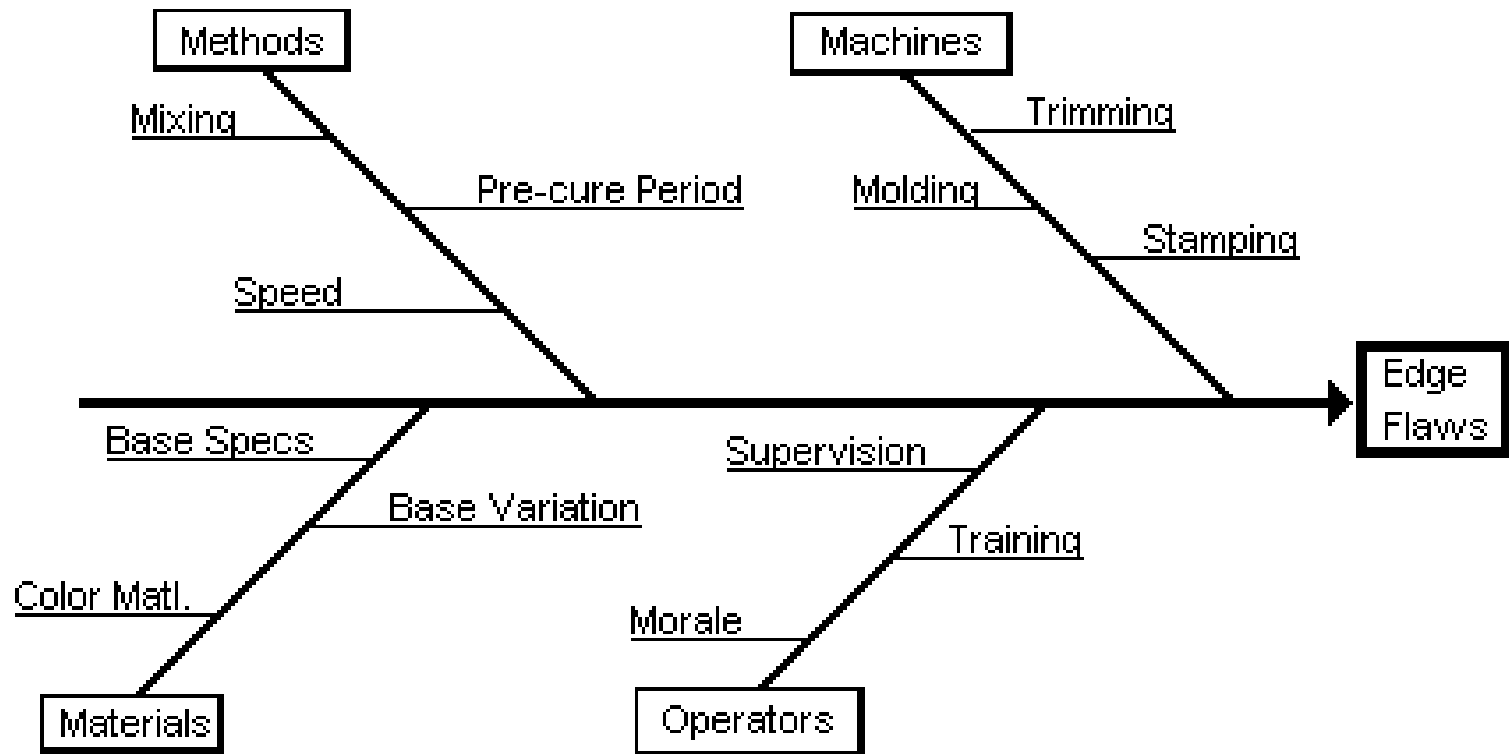 Methods
Machines
Mixing
Trimming
Pre-cure Period
Molding
Stamping
Speed
Edge
Flaws
Base Specs
Supervision
Base Variation
Training
Color Matl.
Morale
Materials
Operators